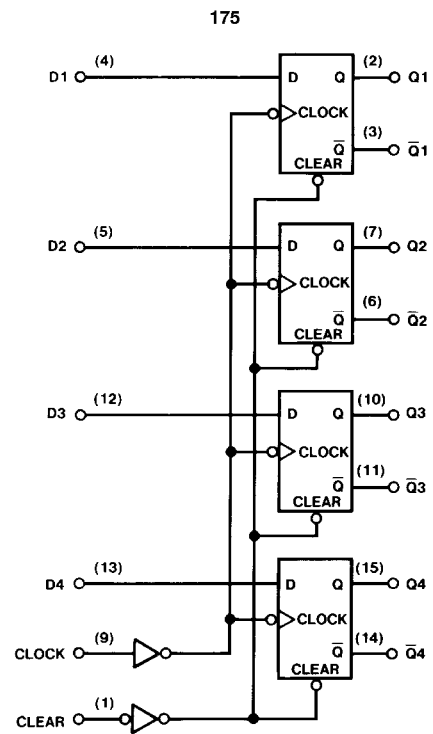 175
D1 (4) D Q (2) Q1
CLOCK
Q̅ (3) Q̅1
CLEAR
D2 (5) D Q (7) Q2
CLOCK
Q̅ (6) Q̅2
CLEAR
D3 (12) D Q (10) Q3
CLOCK
Q̅ (11) Q̅3
CLEAR
D4 (13) D Q (15) Q4
CLOCK
CLOCK (9) Q̅ (14) Q̅4
CLEAR
CLEAR (1)